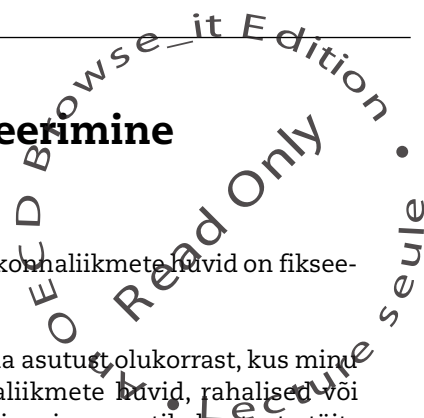 eerimine
konnaliikmete huvid on fiksee-
asutust olukorrast, kus minu
aliikmete huvid, rahalised või
OECD Browse_it Edition •
Read Only
Lecture seule